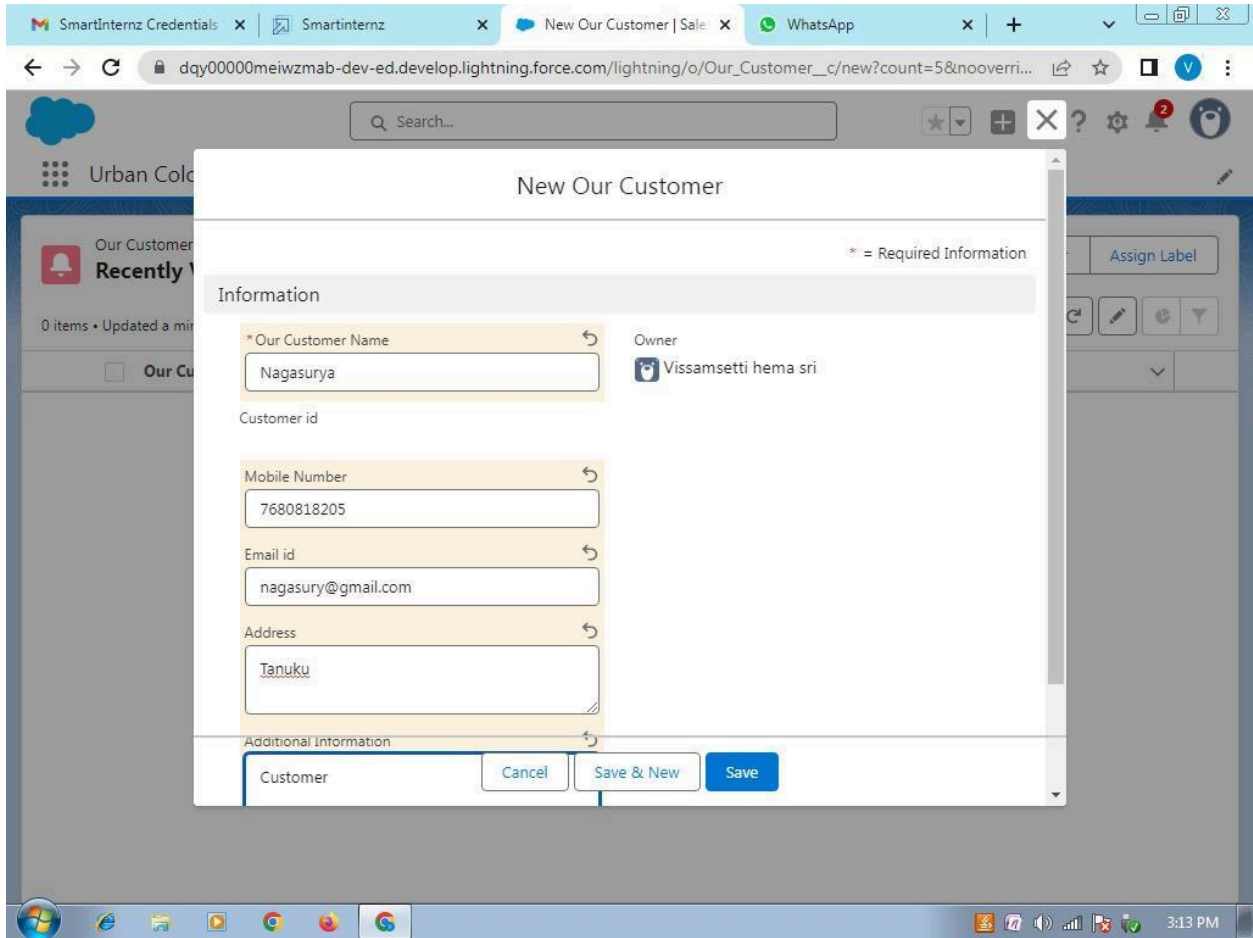 SmartInternz Credentials
Smartinternz
New Our Customer | Sale
WhatsApp
dqy00000meiwzmab-dev-ed.develop.lightning.force.com/lightning/o/Our_Customer__c/new?count=5&nooverri...
V
Search...
2
Urban Colo
New Our Customer
Our Customer
Recently V
* = Required Information
Assign Label
Information
0 items • Updated a min
*Our Customer Name
Owner
Nagasurya
Vissamsetti hema sri
Our Cu
Customer id
Mobile Number
7680818205
Email id
nagasury@gmail.com
Address
Tanuku
Additional Information
Customer
Cancel
Save & New
Save
3:13 PM